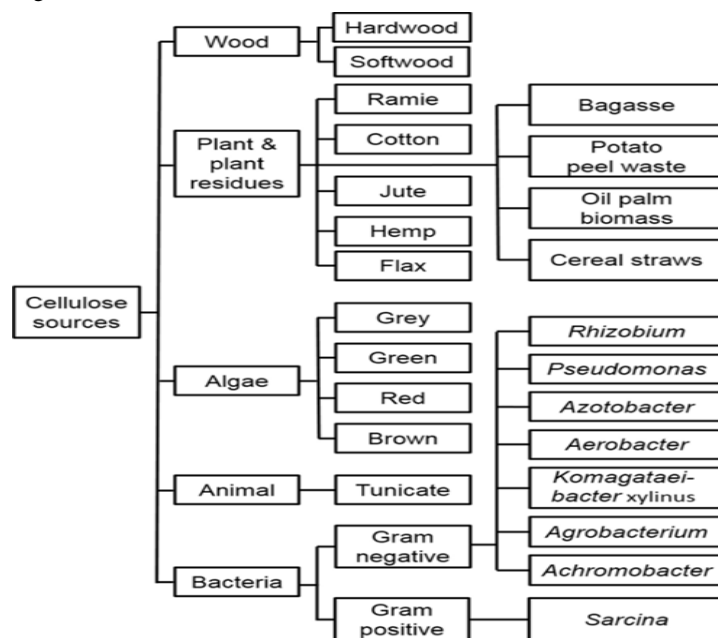 Cellulose
sources
Wood
Hardwood
Softwood
Plant &
plant
residues
Ramie
Cotton
Jute
Hemp
Flax
Bagasse
Potato
peel waste
Oil palm
biomass
Cereal straws
Algae
Grey
Green
Red
Brown
Animal
Tunicate
Bacteria
Gram
negative
Rhizobium
Pseudomonas
Azotobacter
Aerobacter
Komagataei-
bacter xylinus
Agrobacterium
Achromobacter
Gram
positive
Sarcina